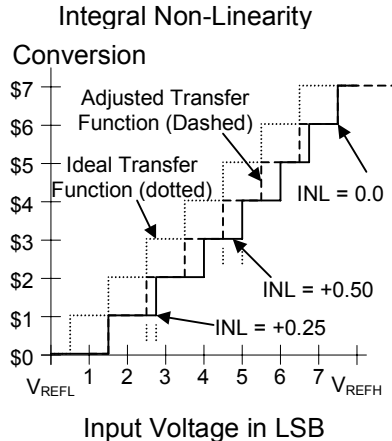 Integral Non-Linearity
Conversion
$7
Adjusted Transfer
Function (Dashed)
$6
$5
Ideal Transfer
Function (dotted)
INL = 0.0
$4
$3
INL = +0.50
$2
INL = +0.25
$1
$0
1 2 3 4 5 6 7
VREFL
VREFH
Input Voltage in LSB